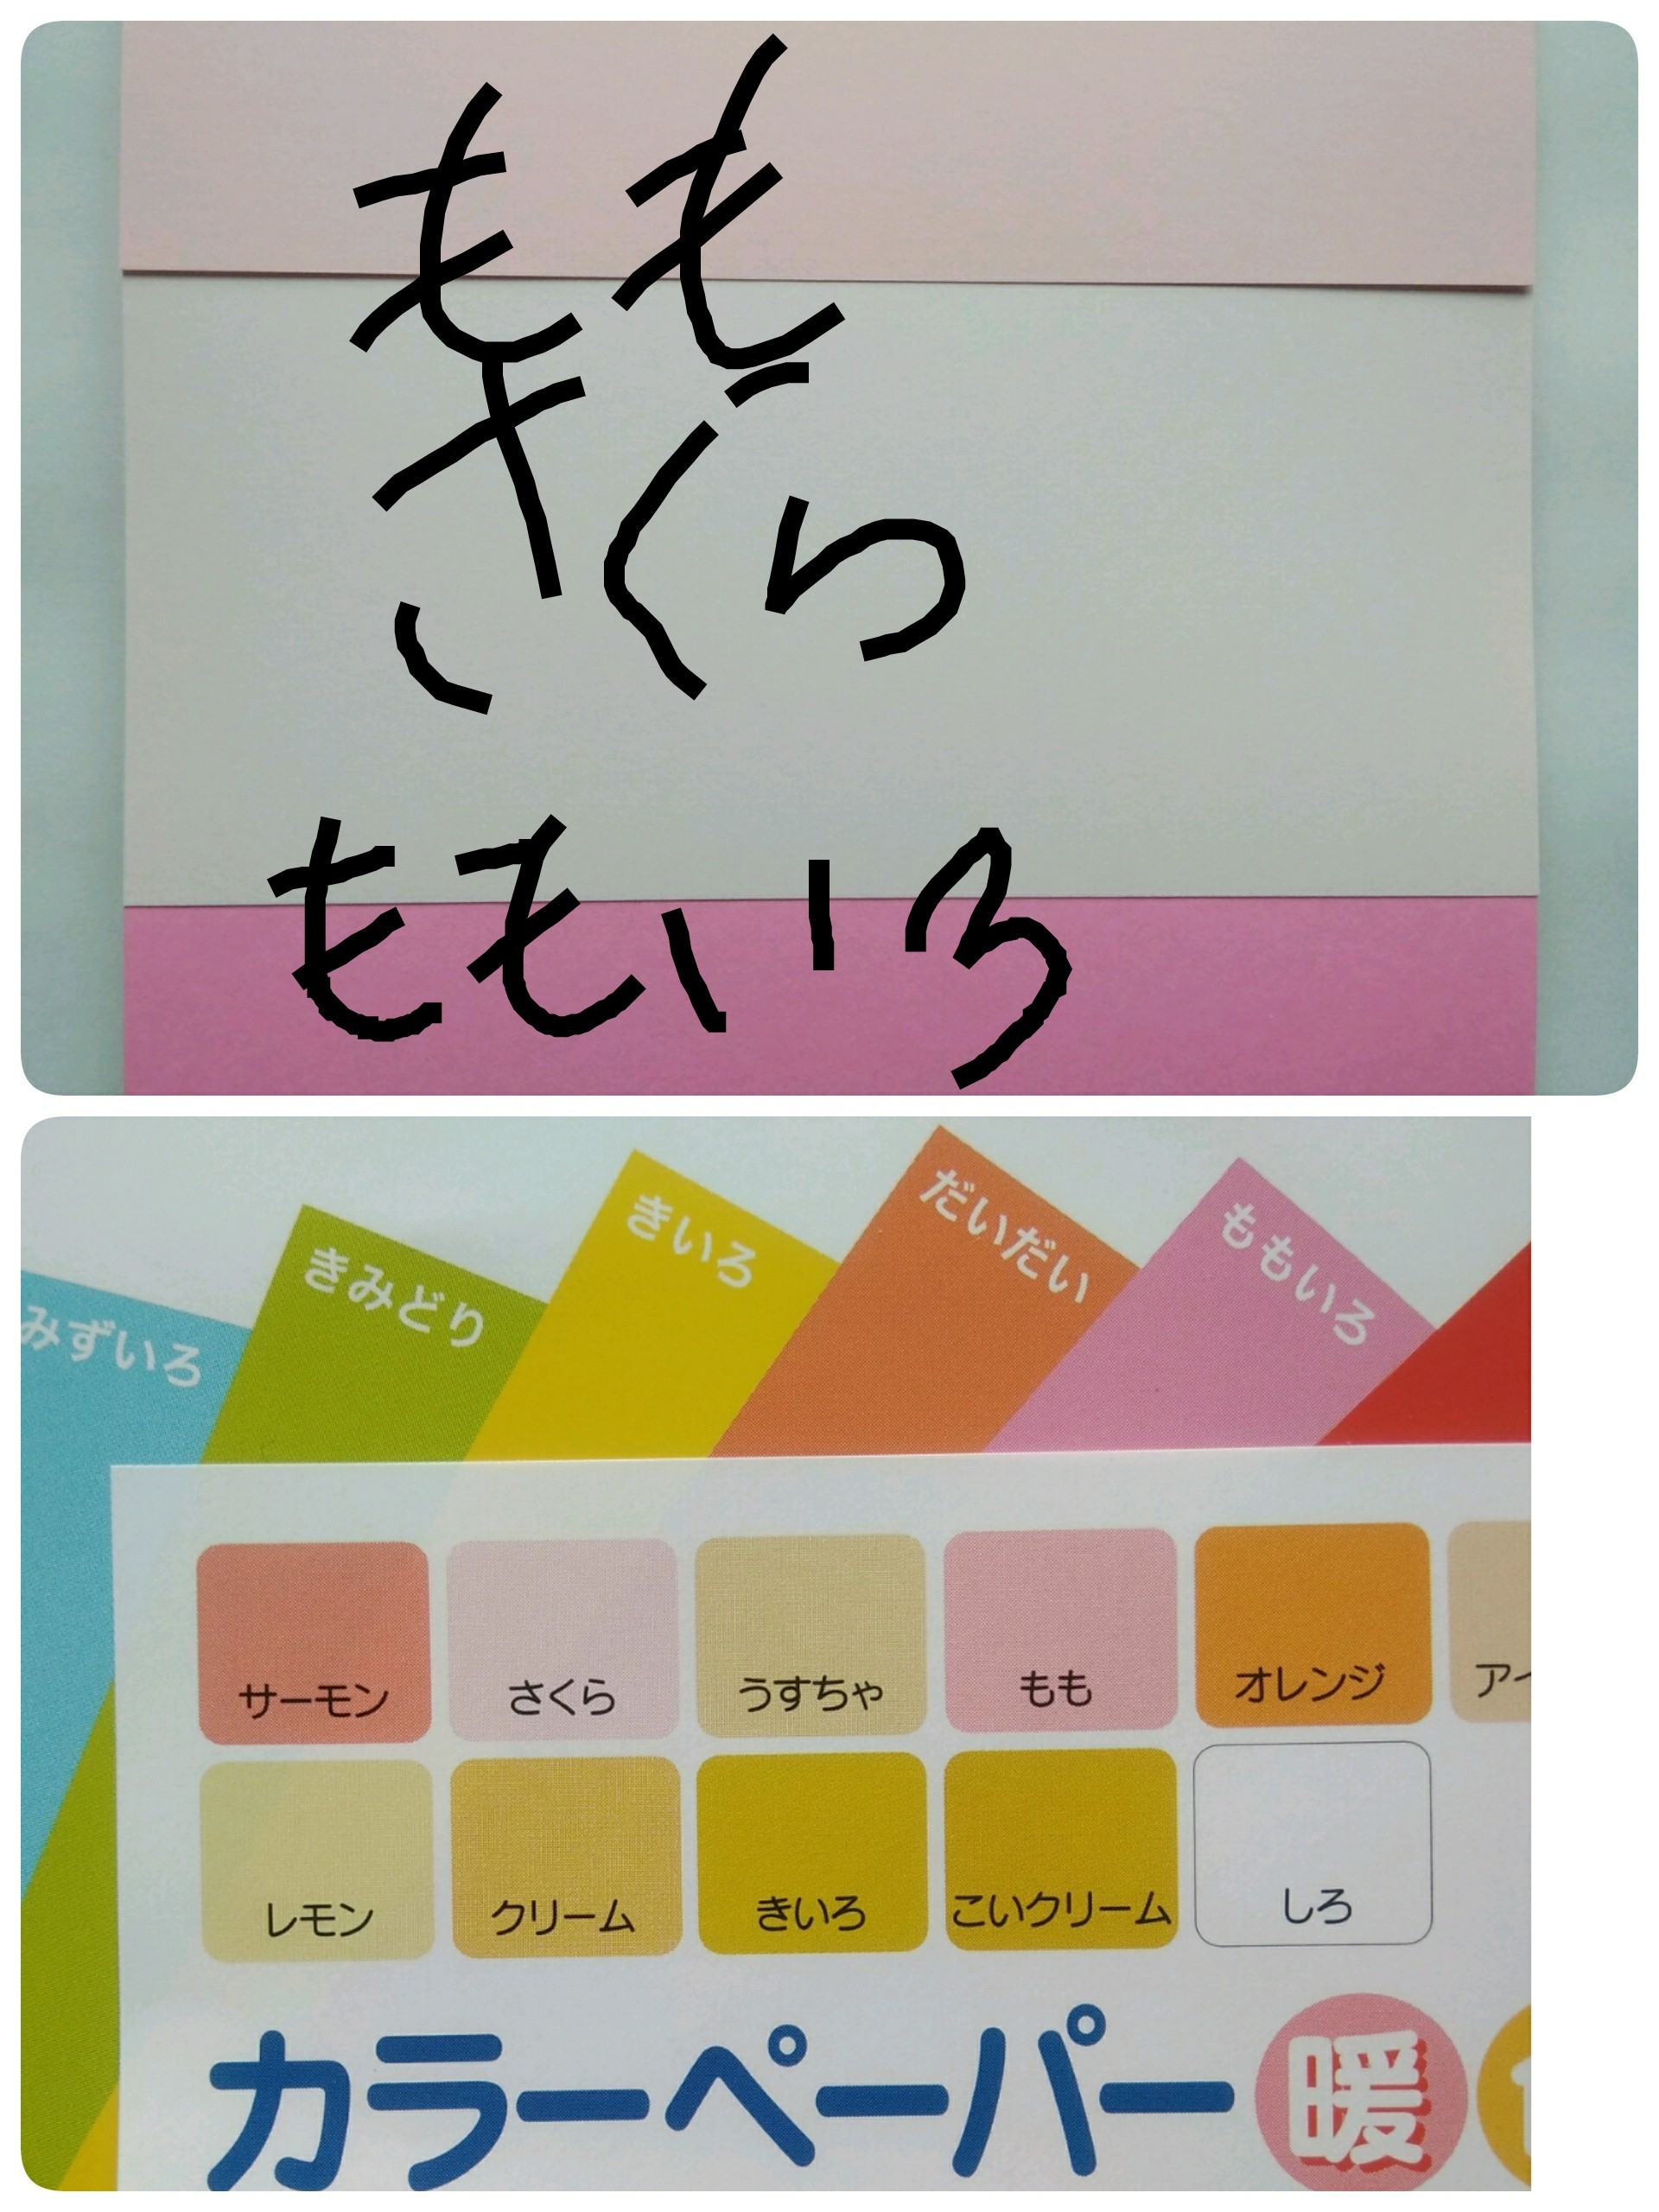 もも
さくら
ももいろ
みずいろ
きみどり
きいろ
だいだい
ももいろ
サーモン さくら うすちゃ もも オレンジ
レモン クリーム きいろ こいクリーム しろ
カラーペーパー 暖